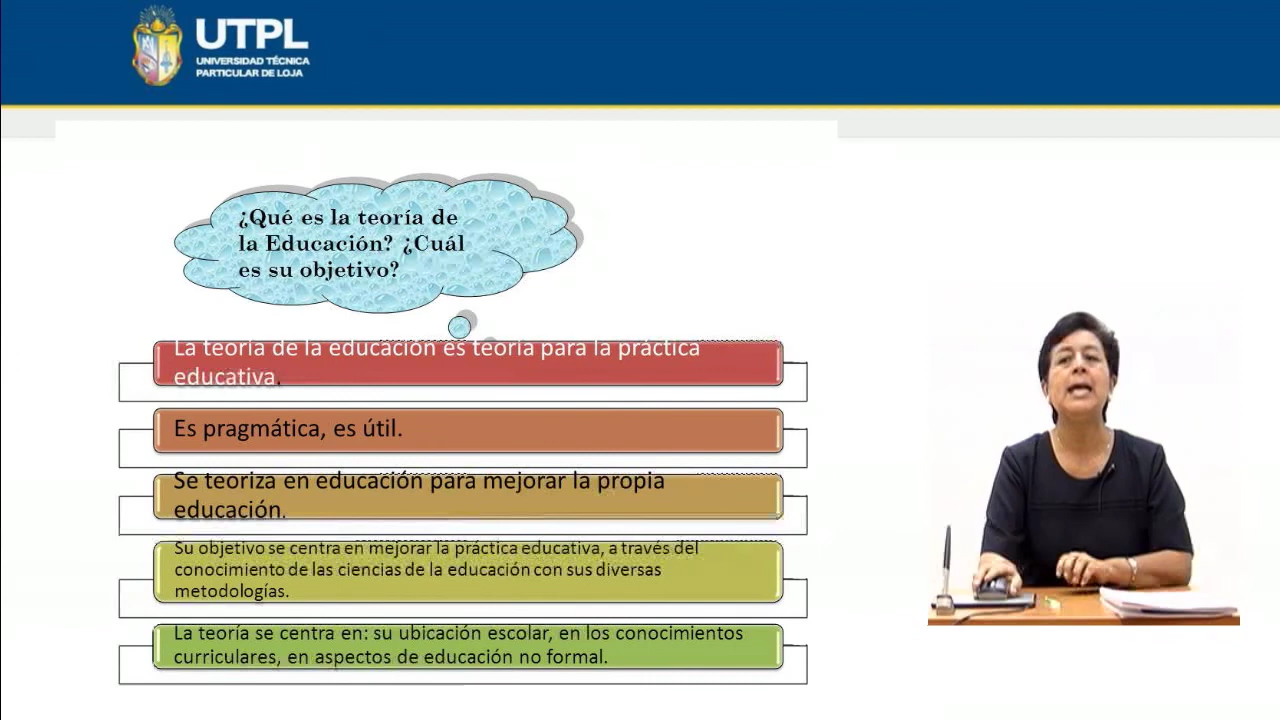 UTPL
UNIVERSIDAD TÉCNICA
PARTICULAR DE LOJA
¿Qué es la teoría de
la Educación? ¿Cuál
es su objetivo?
La teoría de la educación es teoría para la práctica
educativa.
Es pragmática, es útil.
Se teoriza en educación para mejorar la propia
educación.
Su objetivo se centra en mejorar la práctica educativa, a través del
conocimiento de las ciencias de la educación con sus diversas
metodologías.
La teoría se centra en: su ubicación escolar, en los conocimientos
curriculares, en aspectos de educación no formal.